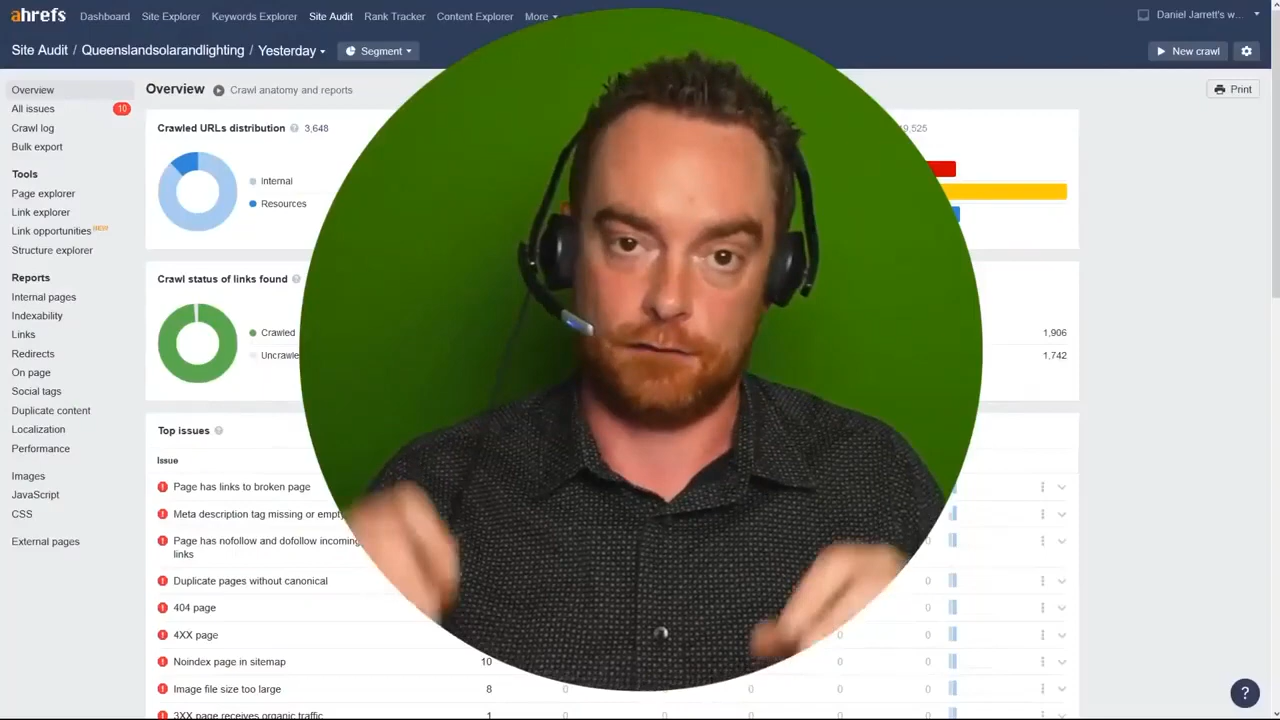 ahrefs Dashboard Site Explorer Keywords Explorer Site Audit Rank Tracker Content Explorer More Daniel Jarrett's w...
Site Audit / Queenslandsolarandlighting / Yesterday Segment New crawl
Overview
All issues 10
Crawl log
Bulk export
Tools
Page explorer
Link explorer
Link opportunities NEW
Structure explorer
Reports
Internal pages
Indexability
Links
Redirects
On page
Social tags
Duplicate content
Localization
Performance
Images
JavaScript
CSS
External pages
Overview Crawl anatomy and reports Print
Crawled URLs distribution ? 3,648
Internal
Resources
Crawl status of links found ?
Crawled
Uncrawle
1,906
1,742
Top issues ?
Issue
Page has links to broken page
Meta description tag missing or empty
Page has nofollow and dofollow incoming
links
0
Duplicate pages without canonical 0
404 page 0
4XX page 0 0
Noindex page in sitemap 10 0 0 0 0 0
Image file size too large 8 0 0 0 0 0
3XX page receives organic traffic 1 0 0 0 0 0
?